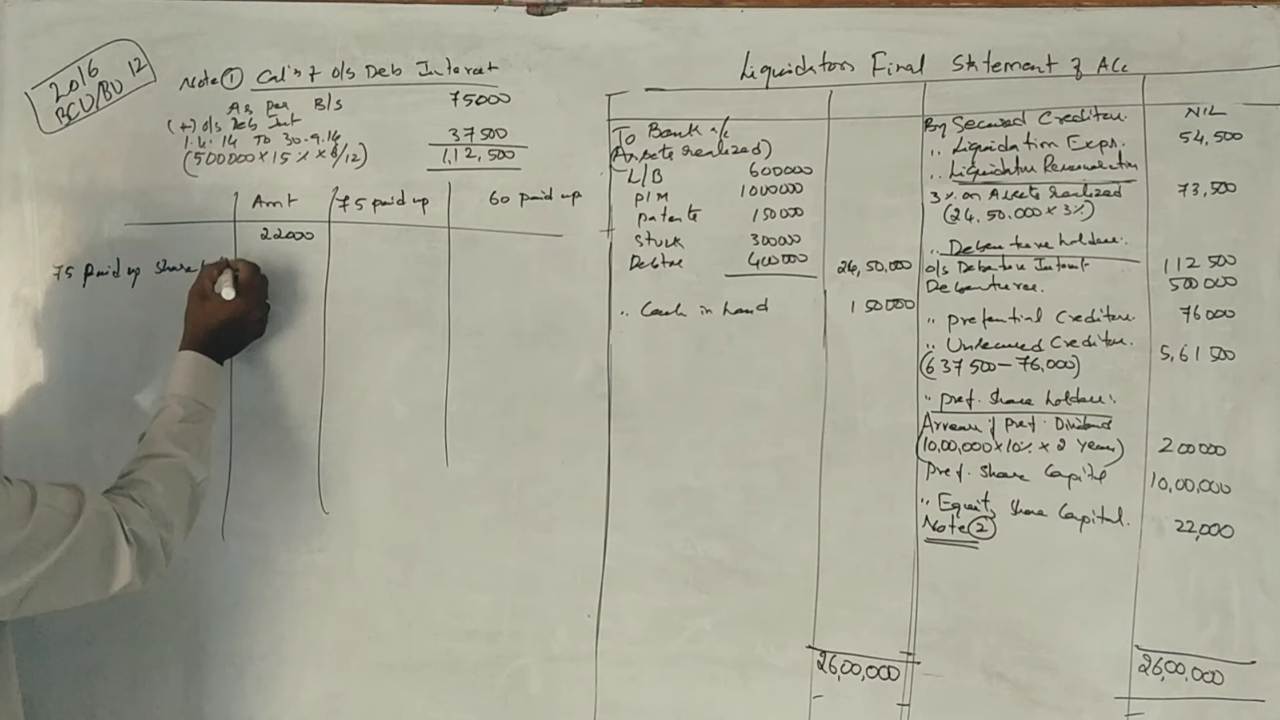 2016
BCU/BU 12
Note ① Cal's of o/s Deb Interest
As per B/s 75000
(+) o/s Deb Int
1.4.14 TO 30.9.14 37500
(500000 × 15% × 6/12) 1,12,500
Amt 75 paid up 60 paid up
22000
75 paid up share
Liquidators Final Statement of A/c
To Bank a/c
(Assets realized)
L/B 600000
P/M 1000000
patents 150000
Stock 300000
Debtors 400000 24,50,000
,, Cash in hand 150000
26,00,000
By Secured Creditors. NIL
,, Liquidation Exps. 54,500
,, Liquidators Remuneration
3% on Assets realized 73,500
(24,50,000 × 3%)
,, Debenture holders:
o/s Debenture Interest 112500
Debentures. 500000
,, preferential Creditors. 76000
,, Unsecured Creditors. 5,61500
(637500 – 76,000)
,, pref. Share holders:
Arrears of Pref. Dividend
(10,00,000 × 10% × 2 Years) 200000
Pref. Share Capital 10,00,000
,, Equity Share Capital. 22,000
Note ②
26,00,000